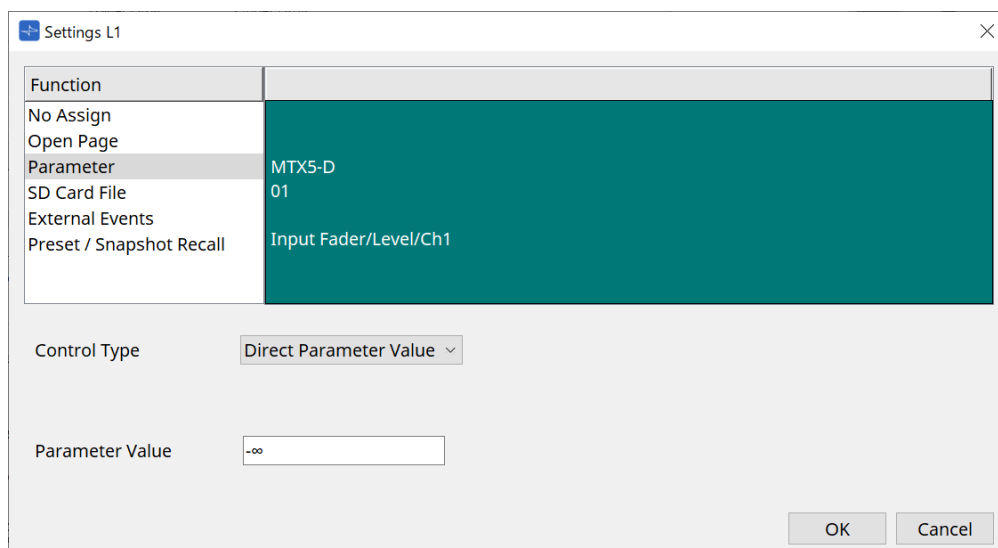 Settings L1
Function
No Assign
Open Page
Parameter
SD Card File
External Events
Preset / Snapshot Recall
MTX5-D
01
Input Fader/Level/Ch1
Control Type
Direct Parameter Value
Parameter Value
-∞
OK
Cancel